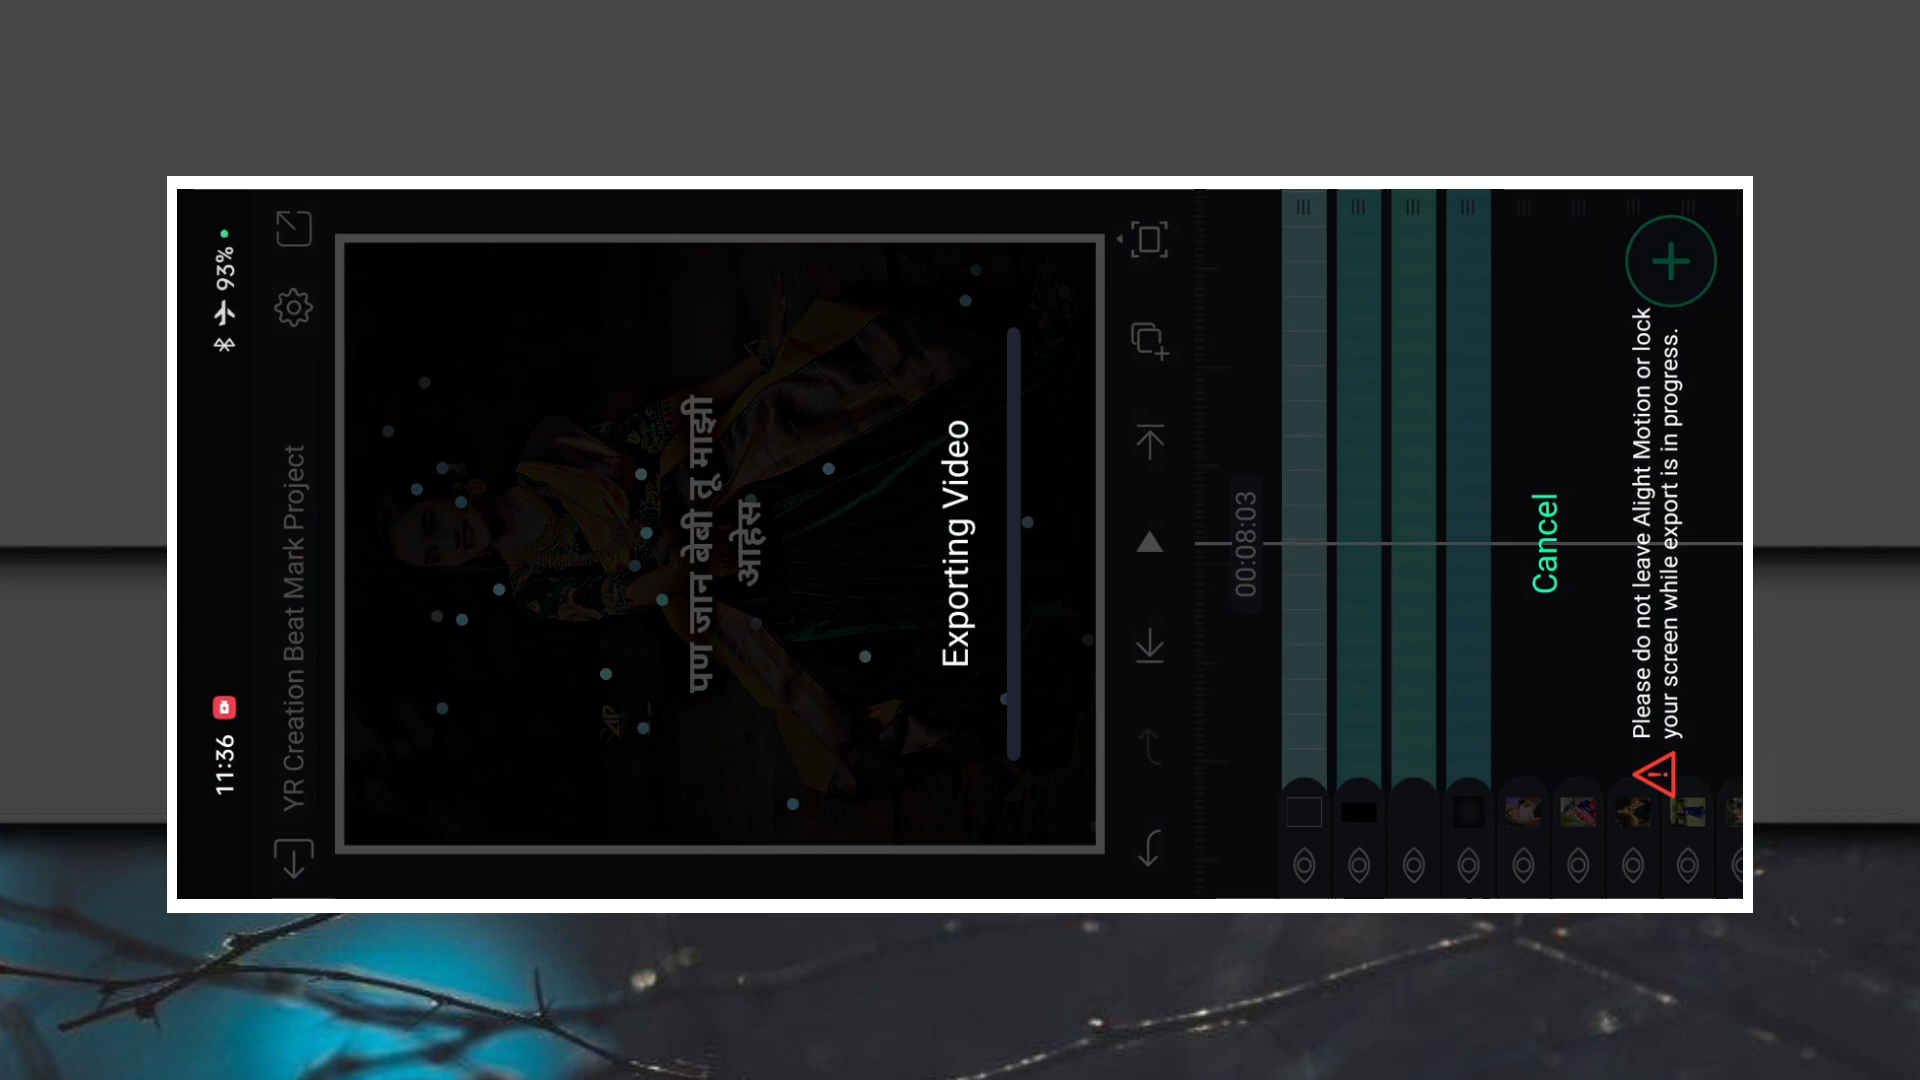 11:36
93%
YR Creation Beat Mark Project
पण जान बेबी तू माझी
आहेस
Exporting Video
00:08:03
Cancel
Please do not leave Alight Motion or lock
your screen while export is in progress.